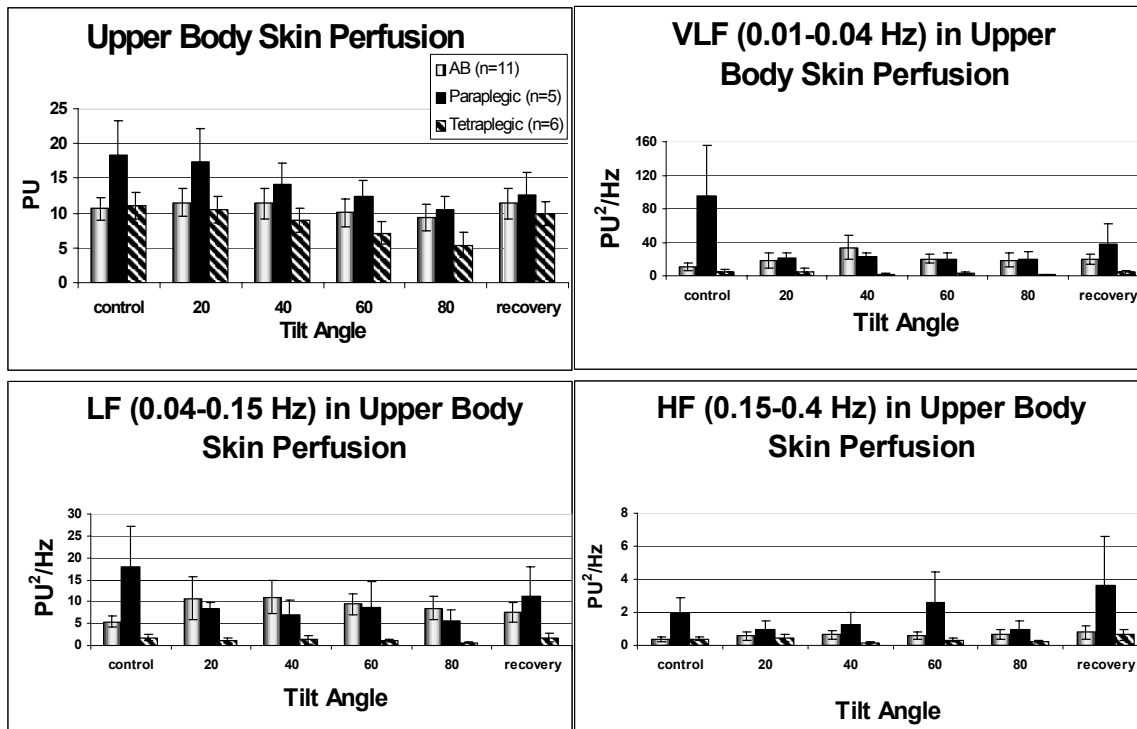 Upper Body Skin Perfusion
AB (n=11)
Paraplegic (n=5)
Tetraplegic (n=6)
25
20
15
10
5
0
PU
control 20 40 60 80 recovery
Tilt Angle
VLF (0.01-0.04 Hz) in Upper
Body Skin Perfusion
160
120
80
40
0
PU²/Hz
control 20 40 60 80 recovery
Tilt Angle
LF (0.04-0.15 Hz) in Upper Body
Skin Perfusion
30
25
20
15
10
5
0
PU²/Hz
control 20 40 60 80 recovery
Tilt Angle
HF (0.15-0.4 Hz) in Upper Body
Skin Perfusion
8
6
4
2
0
PU²/Hz
control 20 40 60 80 recovery
Tilt Angle